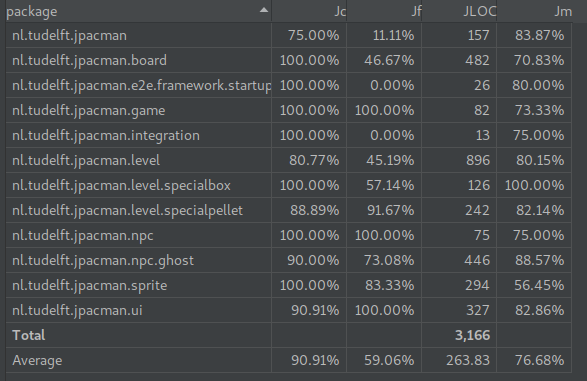 package Jc Jf JLOC Jm
nl.tudelft.jpacman 75.00% 11.11% 157 83.87%
nl.tudelft.jpacman.board 100.00% 46.67% 482 70.83%
nl.tudelft.jpacman.e2e.framework.startup 100.00% 0.00% 26 80.00%
nl.tudelft.jpacman.game 100.00% 100.00% 82 73.33%
nl.tudelft.jpacman.integration 100.00% 0.00% 13 75.00%
nl.tudelft.jpacman.level 80.77% 45.19% 896 80.15%
nl.tudelft.jpacman.level.specialbox 100.00% 57.14% 126 100.00%
nl.tudelft.jpacman.level.specialpellet 88.89% 91.67% 242 82.14%
nl.tudelft.jpacman.npc 100.00% 100.00% 75 75.00%
nl.tudelft.jpacman.npc.ghost 90.00% 73.08% 446 88.57%
nl.tudelft.jpacman.sprite 100.00% 83.33% 294 56.45%
nl.tudelft.jpacman.ui 90.91% 100.00% 327 82.86%
Total 3,166
Average 90.91% 59.06% 263.83 76.68%